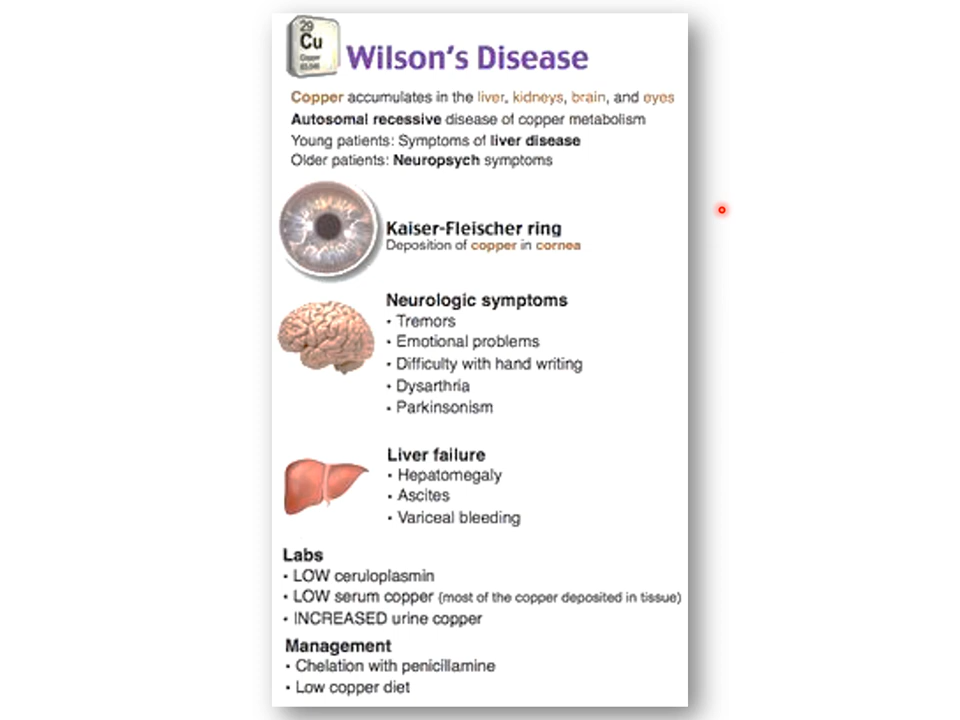 29
Cu
Copper
Wilson's Disease
Copper accumulates in the liver, kidneys, brain, and eyes
Autosomal recessive disease of copper metabolism
Young patients: Symptoms of liver disease
Older patients: Neuropsych symptoms
Kaiser-Fleischer ring
Deposition of copper in cornea
Neurologic symptoms
• Tremors
• Emotional problems
• Difficulty with hand writing
• Dysarthria
• Parkinsonism
Liver failure
• Hepatomegaly
• Ascites
• Variceal bleeding
Labs
• LOW ceruloplasmin
• LOW serum copper (most of the copper deposited in tissue)
• INCREASED urine copper
Management
• Chelation with penicillamine
• Low copper diet